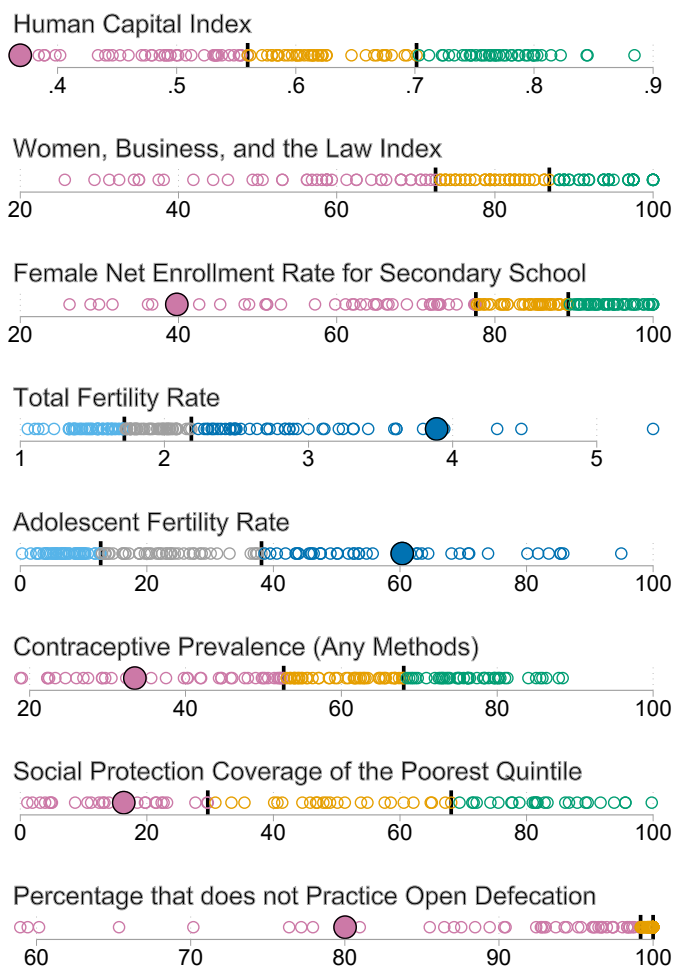 Human Capital Index
.4 .5 .6 .7 .8 .9
Women, Business, and the Law Index
20 40 60 80 100
Female Net Enrollment Rate for Secondary School
20 40 60 80 100
Total Fertility Rate
1 2 3 4 5
Adolescent Fertility Rate
0 20 40 60 80 100
Contraceptive Prevalence (Any Methods)
20 40 60 80 100
Social Protection Coverage of the Poorest Quintile
0 20 40 60 80 100
Percentage that does not Practice Open Defecation
60 70 80 90 100